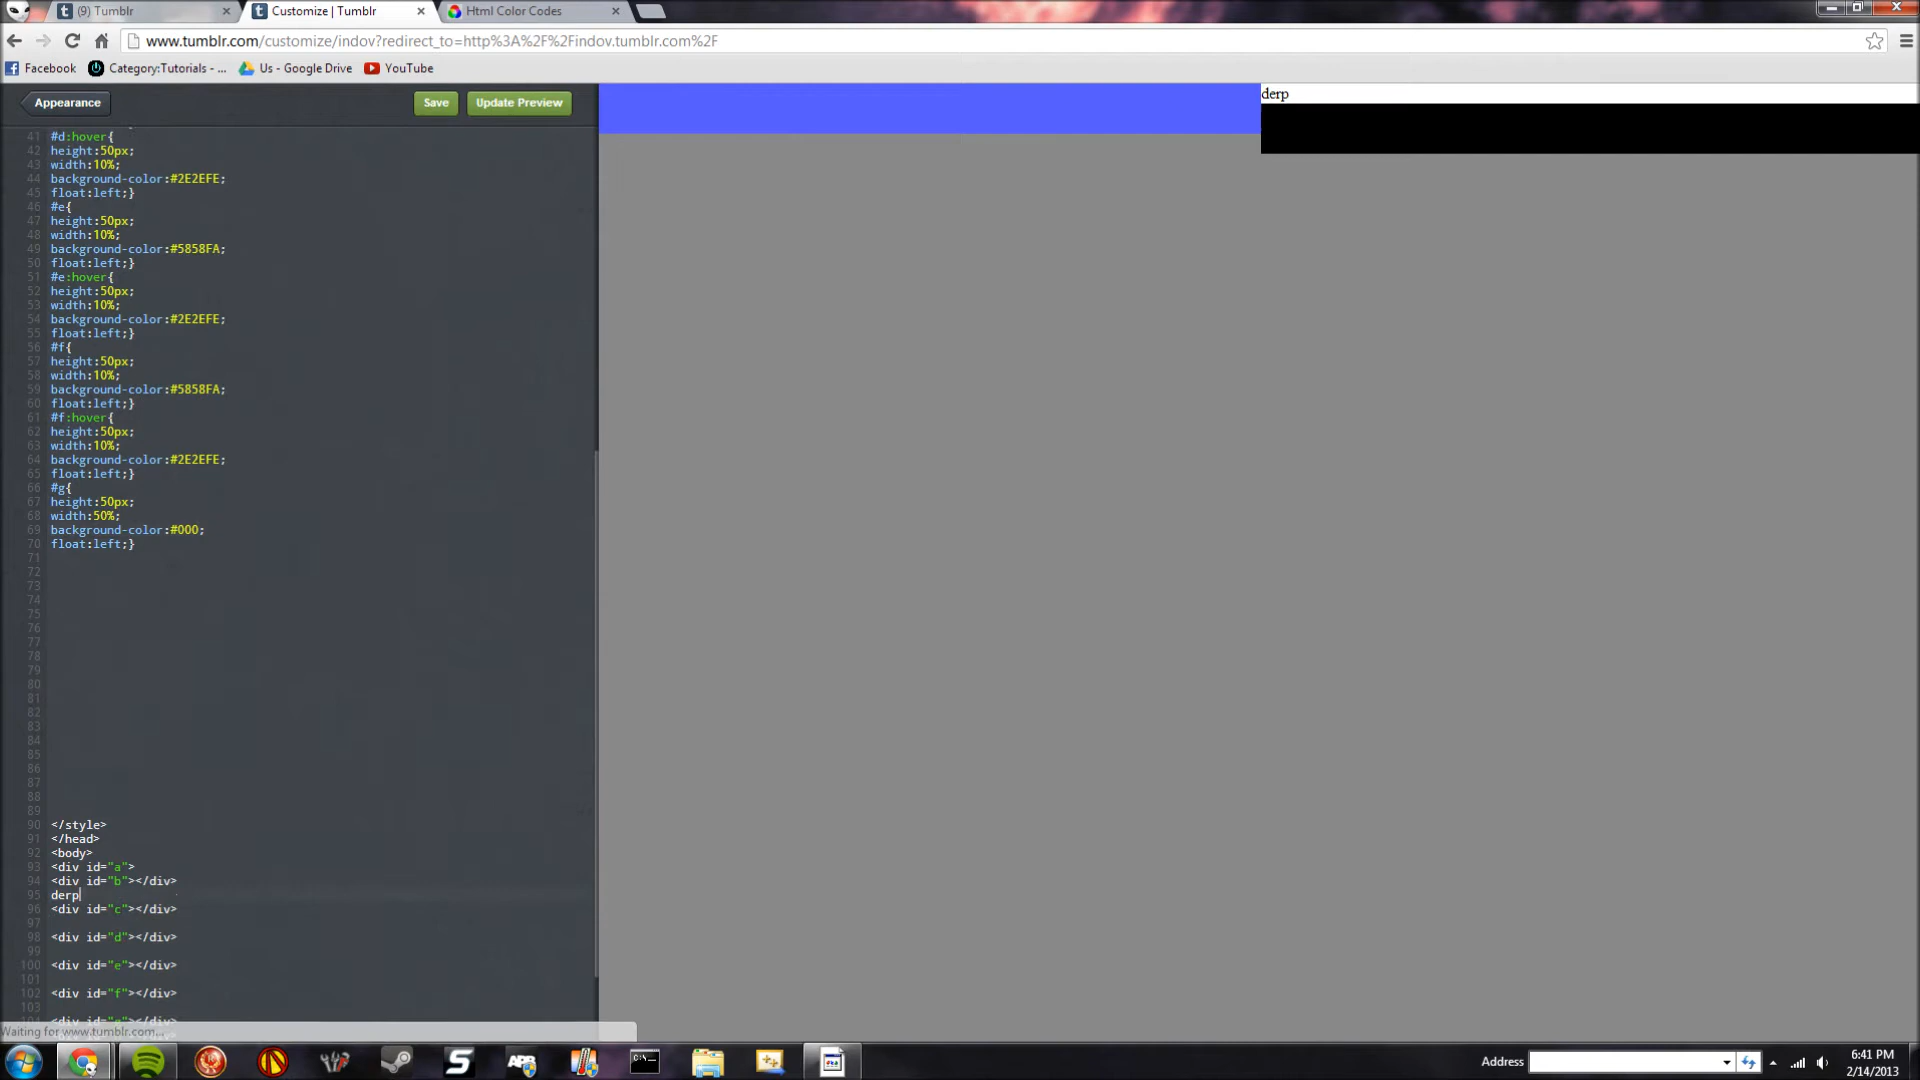 (9) Tumblr
Customize | Tumblr
Html Color Codes
www.tumblr.com/customize/indov?redirect_to=http%3A%2F%2Findov.tumblr.com%2F
Facebook
Category:Tutorials - ...
Us - Google Drive
YouTube
Appearance
Save
Update Preview
derp
41 #d:hover{
42 height:50px;
43 width:10%;
44 background-color:#2E2EFE;
45 float:left;}
46 #e{
47 height:50px;
48 width:10%;
49 background-color:#5858FA;
50 float:left;}
51 #e:hover{
52 height:50px;
53 width:10%;
54 background-color:#2E2EFE;
55 float:left;}
56 #f{
57 height:50px;
58 width:10%;
59 background-color:#5858FA;
60 float:left;}
61 #f:hover{
62 height:50px;
63 width:10%;
64 background-color:#2E2EFE;
65 float:left;}
66 #g{
67 height:50px;
68 width:50%;
69 background-color:#000;
70 float:left;}
71
72
73
74
75
76
77
78
79
80
81
82
83
84
85
86
87
88
89
90 </style>
91 </head>
92 <body>
93 <div id="a">
94 <div id="b"></div>
95 derp
96 <div id="c"></div>
97
98 <div id="d"></div>
99
100 <div id="e"></div>
101
102 <div id="f"></div>
103
Waiting for www.tumblr.com...
Address
6:41 PM
2/14/2013